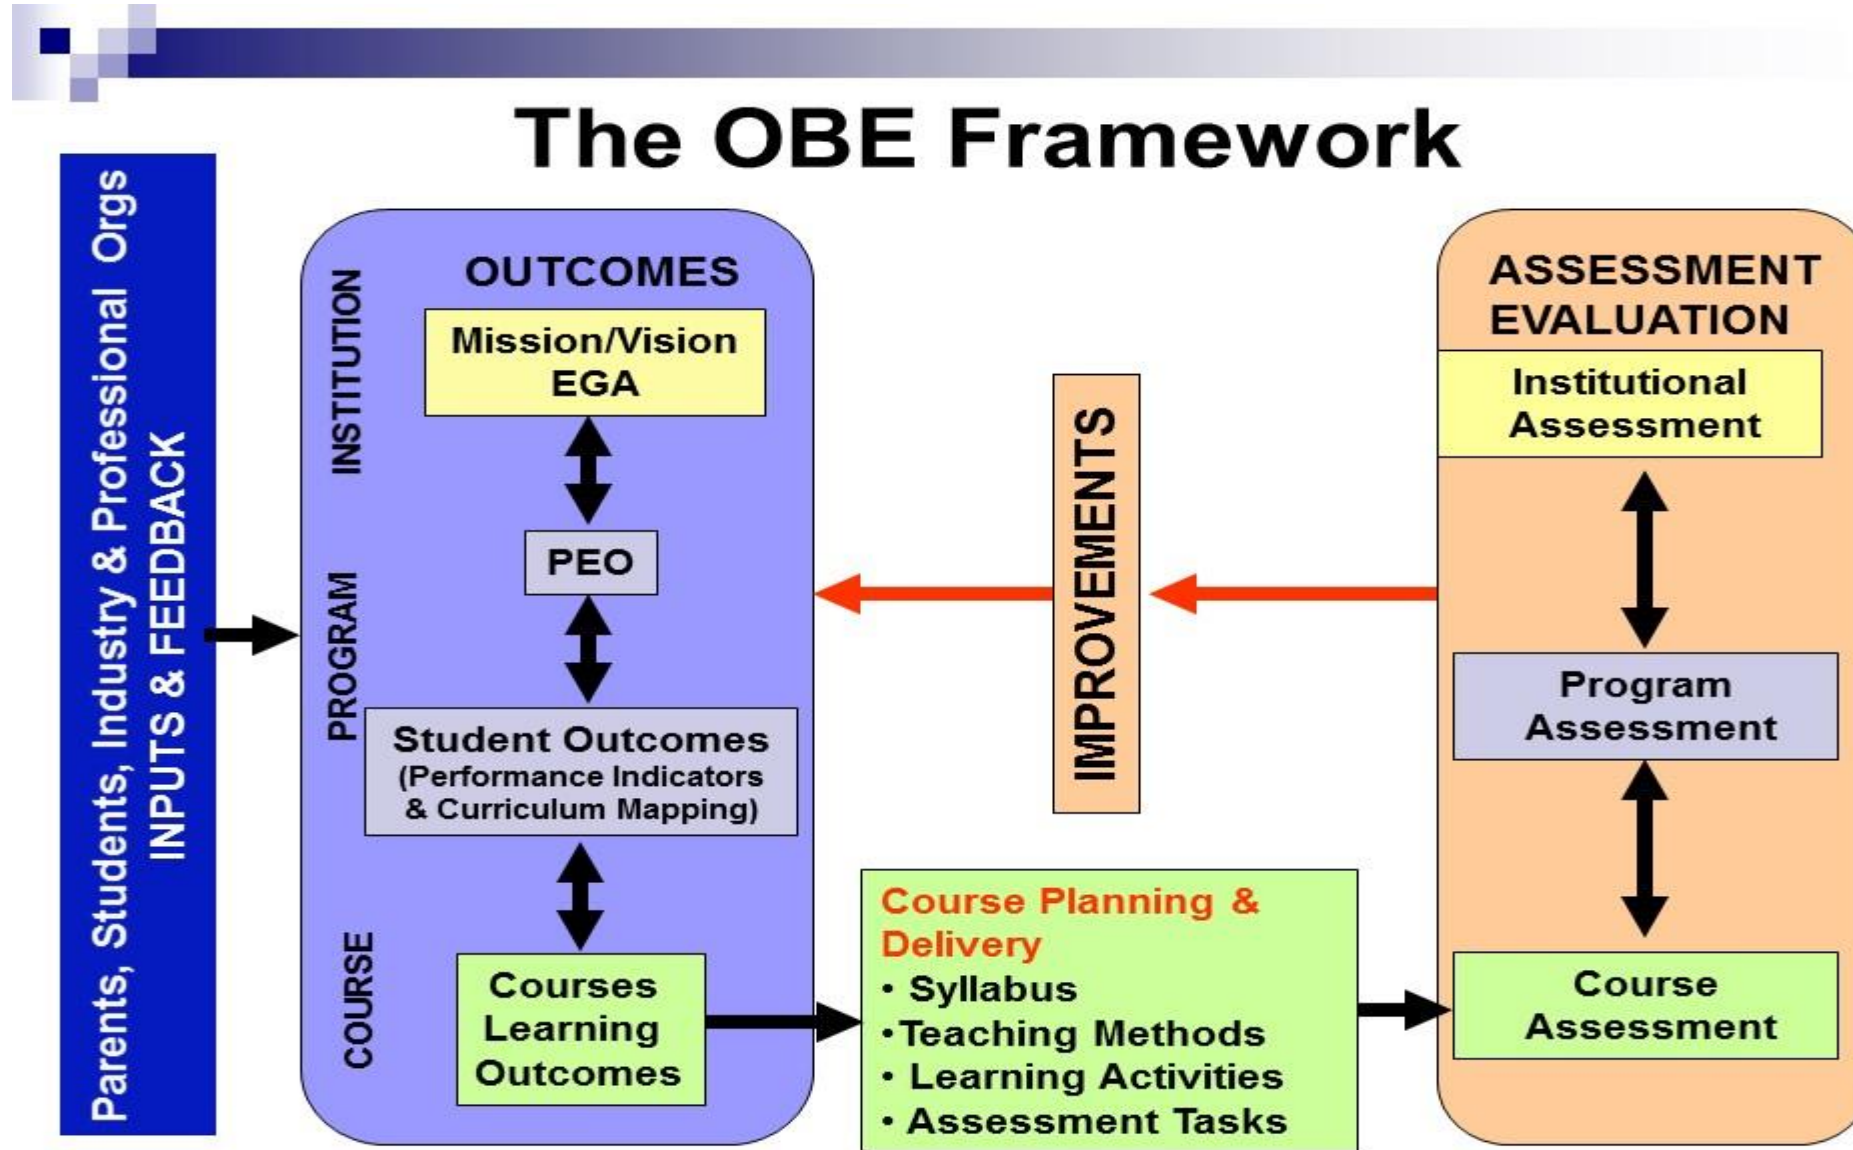 The OBE Framework
Parents, Students, Industry & Professional Orgs
INPUTS & FEEDBACK
OUTCOMES
INSTITUTION
Mission/Vision
EGA
PROGRAM
PEO
Student Outcomes
(Performance Indicators
& Curriculum Mapping)
COURSE
Courses
Learning
Outcomes
Course Planning &
Delivery
• Syllabus
•Teaching Methods
• Learning Activities
• Assessment Tasks
IMPROVEMENTS
ASSESSMENT
EVALUATION
Institutional
Assessment
Program
Assessment
Course
Assessment